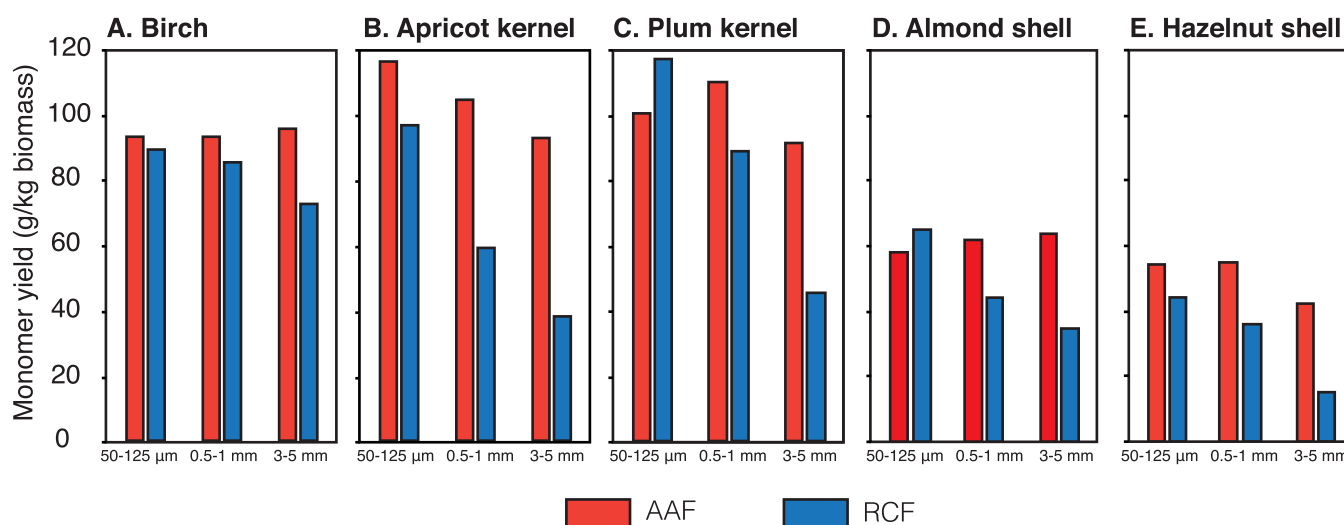 A. Birch
B. Apricot kernel
C. Plum kernel
D. Almond shell
E. Hazelnut shell
Monomer yield (g/kg biomass)
120
100
80
60
40
20
0
50-125 µm 0.5-1 mm 3-5 mm
50-125 µm 0.5-1 mm 3-5 mm
50-125 µm 0.5-1 mm 3-5 mm
50-125 µm 0.5-1 mm 3-5 mm
50-125 µm 0.5-1 mm 3-5 mm
AAF
RCF